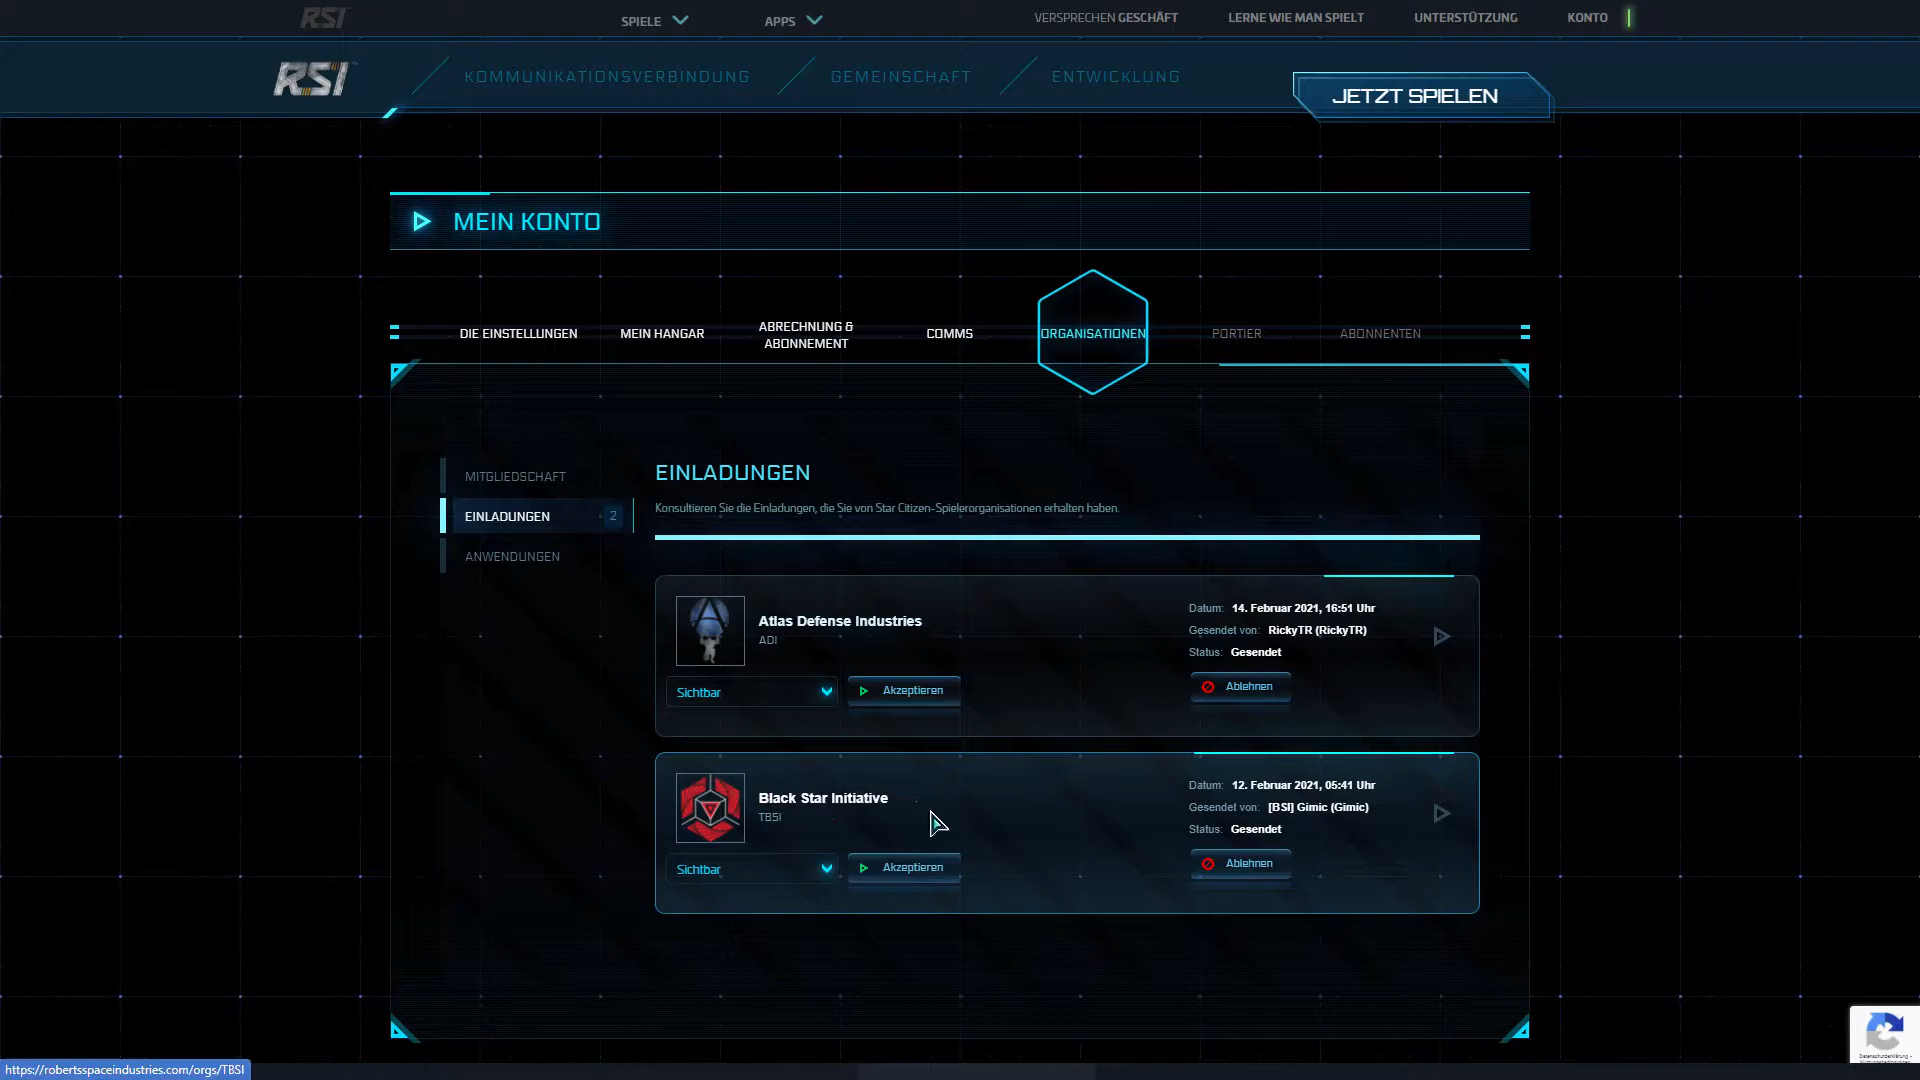 RSI
SPIELE
APPS
VERSPRECHEN GESCHÄFT
LERNE WIE MAN SPIELT
UNTERSTÜTZUNG
KONTO
RSI
KOMMUNIKATIONSVERBINDUNG
GEMEINSCHAFT
ENTWICKLUNG
JETZT SPIELEN
MEIN KONTO
DIE EINSTELLUNGEN
MEIN HANGAR
ABRECHNUNG &
ABONNEMENT
COMMS
ORGANISATIONEN
PORTIER
ABONNENTEN
MITGLIEDSCHAFT
EINLADUNGEN 2
ANWENDUNGEN
EINLADUNGEN
Konsultieren Sie die Einladungen, die Sie von Star Citizen-Spielerorganisationen erhalten haben.
Atlas Defense Industries
ADI
Sichtbar
Akzeptieren
Datum: 14. Februar 2021, 16:51 Uhr
Gesendet von: RickyTR (RickyTR)
Status: Gesendet
Ablehnen
Black Star Initiative
TBSI
Sichtbar
Akzeptieren
Datum: 12. Februar 2021, 05:41 Uhr
Gesendet von: [BSI] Gimic (Gimic)
Status: Gesendet
Ablehnen
https://robertsspaceindustries.com/orgs/TBSI